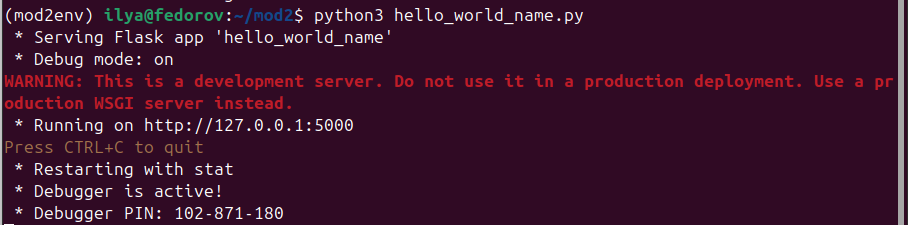 (mod2env) ilya@fedorov:~/mod2$ python3 hello_world_name.py
 * Serving Flask app 'hello_world_name'
 * Debug mode: on
WARNING: This is a development server. Do not use it in a production deployment. Use a pr
oduction WSGI server instead.
 * Running on http://127.0.0.1:5000
Press CTRL+C to quit
 * Restarting with stat
 * Debugger is active!
 * Debugger PIN: 102-871-180